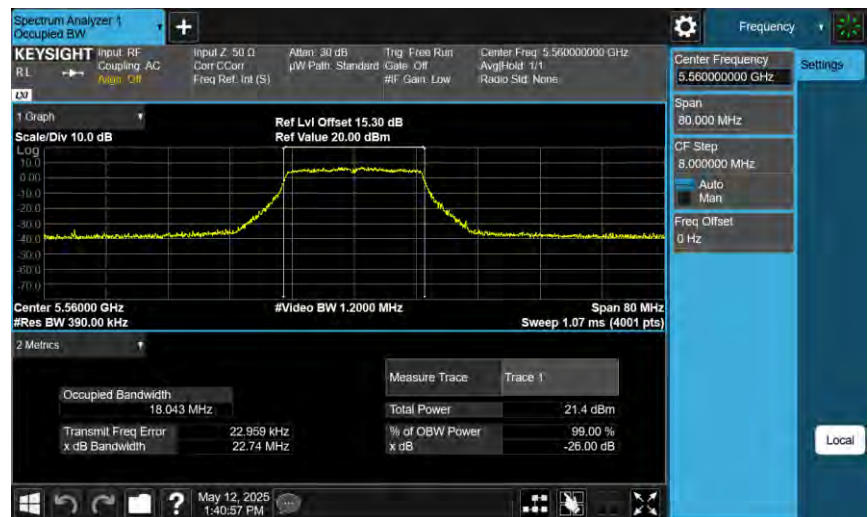 Spectrum Analyzer 1
Occupied BW
+
Frequency
KEYSIGHT
RL
LXI
Input: RF
Coupling: AC
Align: Off
Input Z: 50 Ω
Corr CCorr
Freq Ref: Int (S)
Atten: 30 dB
µW Path: Standard
Trig: Free Run
Gate: Off
#IF Gain: Low
Center Freq: 5.560000000 GHz
Avg|Hold: 1/1
Radio Std: None
Center Frequency
5.560000000 GHz
Settings
Span
80.000 MHz
CF Step
8.000000 MHz
Auto
Man
Freq Offset
0 Hz
Local
1 Graph
Scale/Div 10.0 dB
Ref Lvl Offset 15.30 dB
Ref Value 20.00 dBm
Log
10.0
0.00
-10.0
-20.0
-30.0
-40.0
-50.0
-60.0
-70.0
Center 5.56000 GHz
#Video BW 1.2000 MHz
Span 80 MHz
#Res BW 390.00 kHz
Sweep 1.07 ms (4001 pts)
2 Metrics
Measure Trace Trace 1
Occupied Bandwidth
18.043 MHz
Total Power 21.4 dBm
Transmit Freq Error 22.959 kHz
% of OBW Power 99.00 %
x dB Bandwidth 22.74 MHz
x dB -26.00 dB
?
May 12, 2025
1:40:57 PM